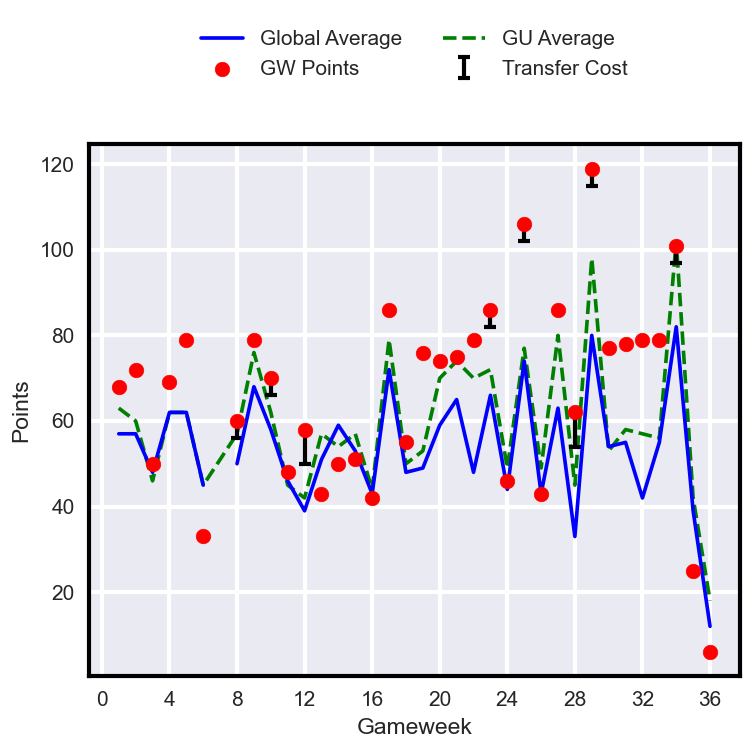 Global Average
GU Average
GW Points
Transfer Cost
120
100
80
60
40
20
Points
0 4 8 12 16 20 24 28 32 36
Gameweek